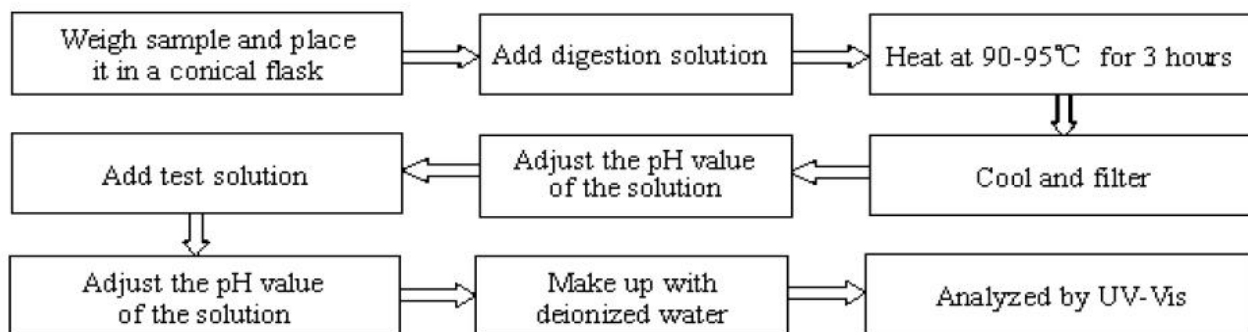 Weigh sample and place
it in a conical flask
Add digestion solution
Heat at 90-95℃ for 3 hours
Cool and filter
Adjust the pH value
of the solution
Add test solution
Adjust the pH value
of the solution
Make up with
deionized water
Analyzed by UV-Vis